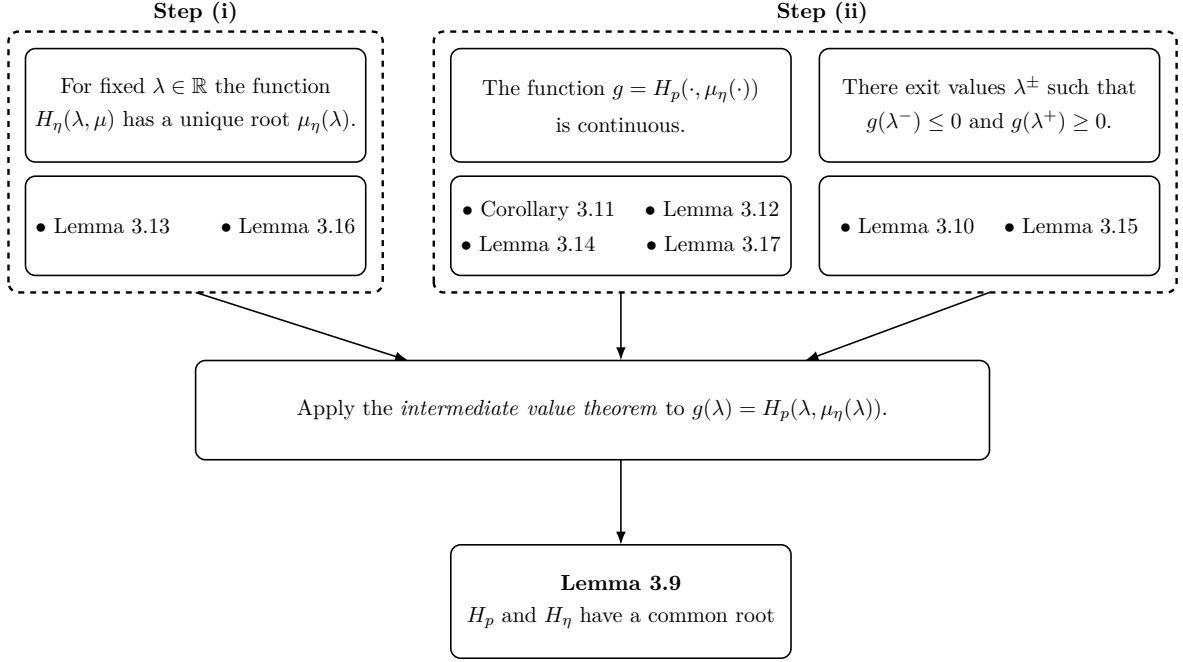 Step (i)
For fixed λ ∈ ℝ the function
H_η(λ, μ) has a unique root μ_η(λ).
• Lemma 3.13 • Lemma 3.16
Step (ii)
The function g = H_p(·, μ_η(·))
is continuous.
• Corollary 3.11 • Lemma 3.12
• Lemma 3.14 • Lemma 3.17
There exit values λ^± such that
g(λ^−) ≤ 0 and g(λ^+) ≥ 0.
• Lemma 3.10 • Lemma 3.15
Apply the intermediate value theorem to g(λ) = H_p(λ, μ_η(λ)).
Lemma 3.9
H_p and H_η have a common root